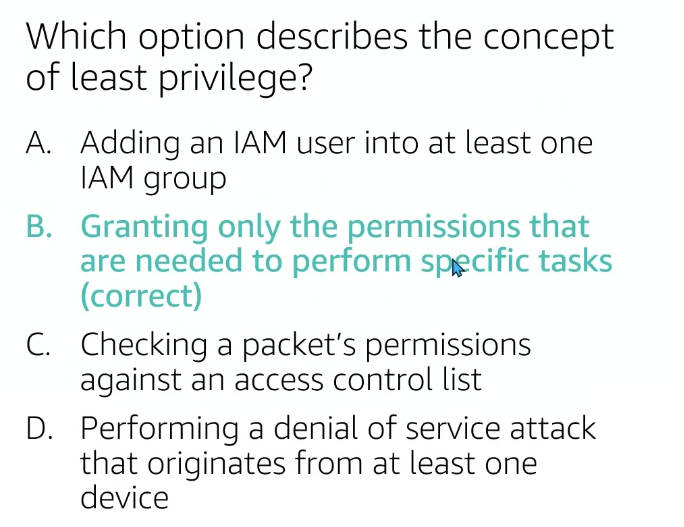 Which option describes the concept
of least privilege?
A. Adding an IAM user into at least one
IAM group
B. Granting only the permissions that
are needed to perform specific tasks
(correct)
C. Checking a packet's permissions
against an access control list
D. Performing a denial of service attack
that originates from at least one
device